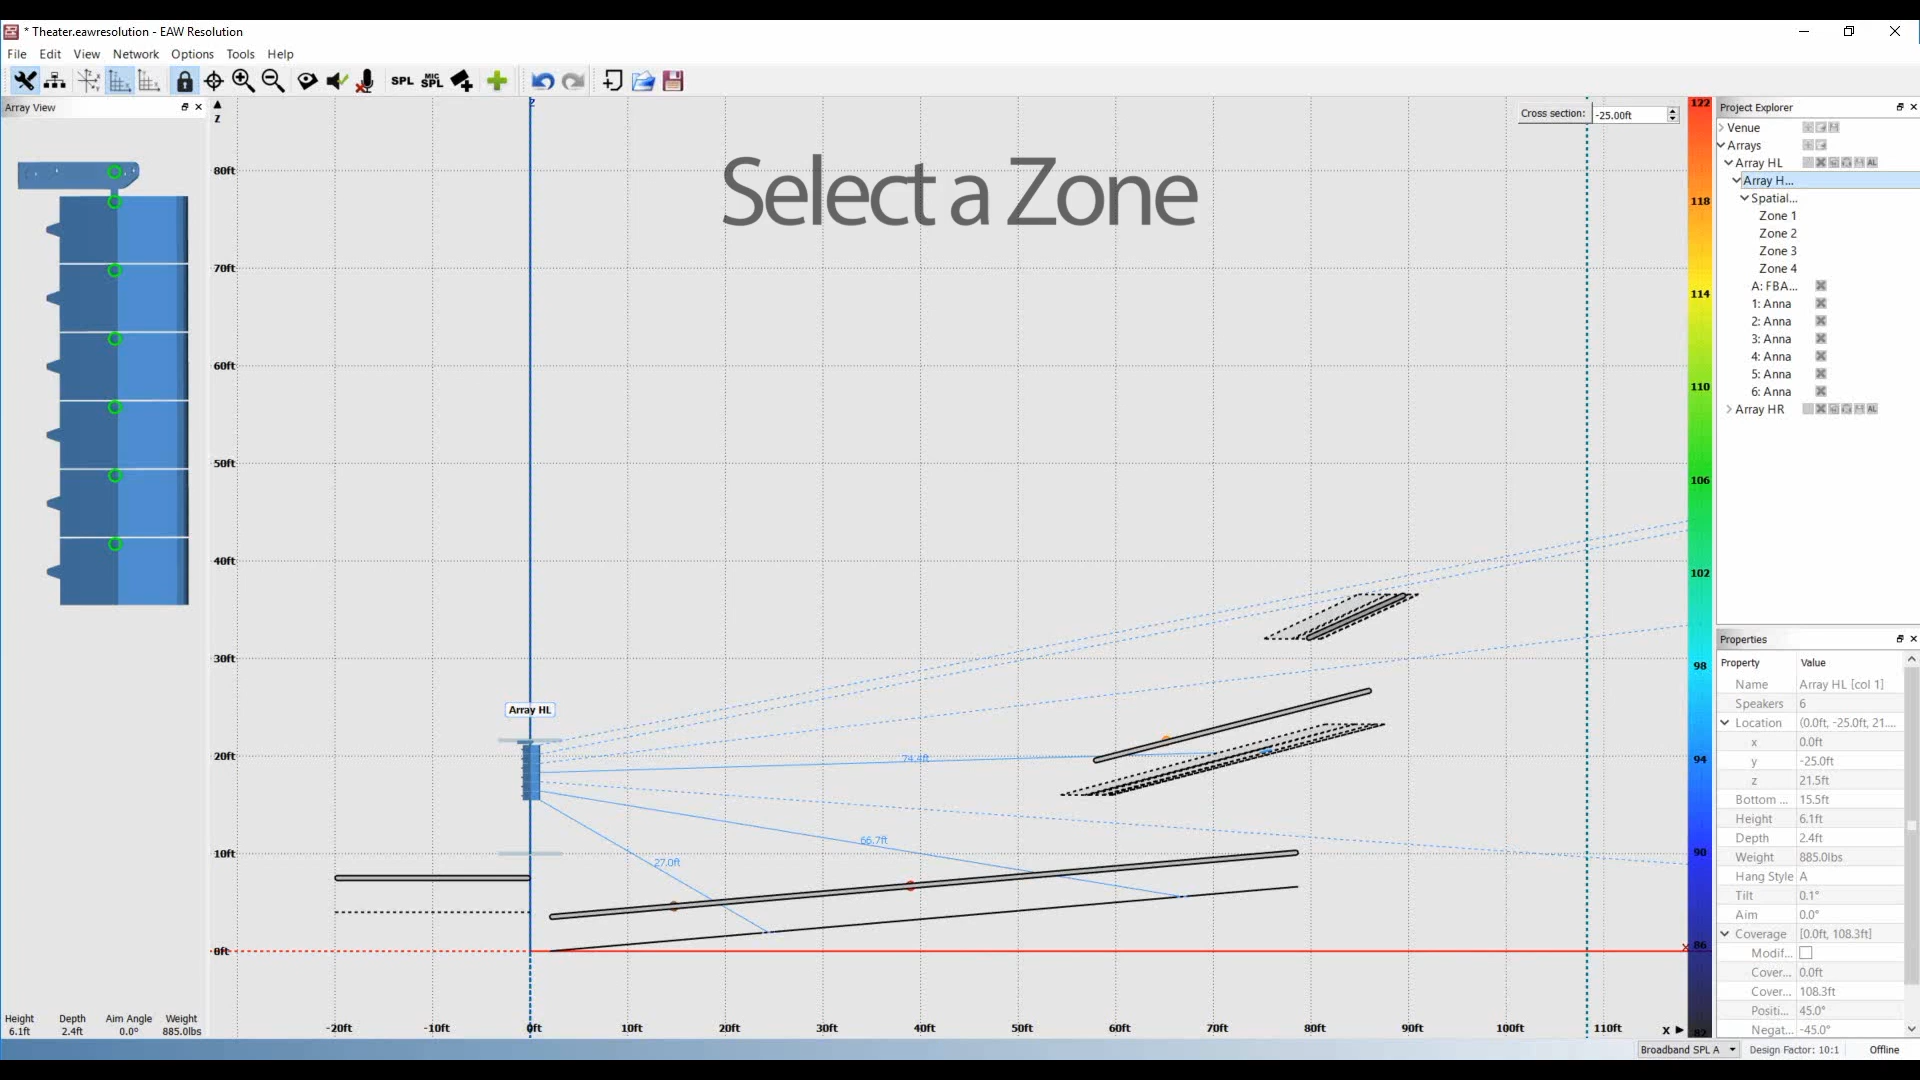 * Theater.eawresolution - EAW Resolution
File Edit View Network Options Tools Help
SPL MIC SPL
Array View
Height Depth Aim Angle Weight
6.1ft 2.4ft 0.0° 885.0lbs
z
z
Cross section: -25.00ft
Select a Zone
80ft
70ft
60ft
50ft
40ft
30ft
20ft
10ft
0ft
Array HL
74.4ft
66.7ft
27.0ft
-20ft -10ft 0ft 10ft 20ft 30ft 40ft 50ft 60ft 70ft 80ft 90ft 100ft 110ft x
x
122
118
114
110
106
102
98
94
90
86
82
Project Explorer
Venue
Arrays
Array HL AL
Array H...
Spatial...
Zone 1
Zone 2
Zone 3
Zone 4
A: FBA...
1: Anna
2: Anna
3: Anna
4: Anna
5: Anna
6: Anna
Array HR AL
Properties
Property Value
Name Array HL [col 1]
Speakers 6
Location (0.0ft, -25.0ft, 21....
x 0.0ft
y -25.0ft
z 21.5ft
Bottom ... 15.5ft
Height 6.1ft
Depth 2.4ft
Weight 885.0lbs
Hang Style A
Tilt 0.1°
Aim 0.0°
Coverage [0.0ft, 108.3ft]
Modif...
Cover... 0.0ft
Cover... 108.3ft
Positi... 45.0°
Negat... -45.0°
Broadband SPL A Design Factor: 10:1 Offline